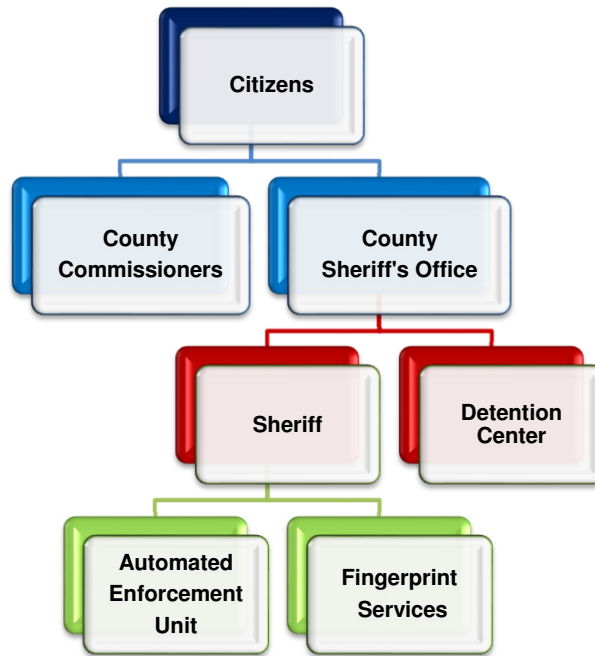 Citizens
County
Commissioners
County
Sheriff's Office
Sheriff
Detention
Center
Automated
Enforcement
Unit
Fingerprint
Services